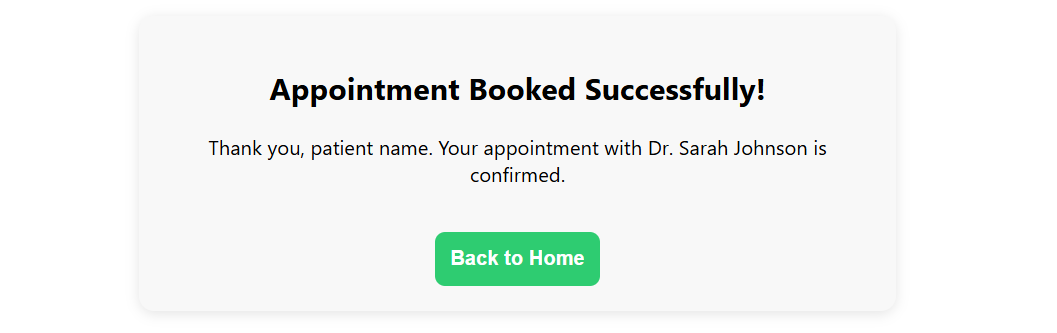 Appointment Booked Successfully!
Thank you, patient name. Your appointment with Dr. Sarah Johnson is
confirmed.
Back to Home